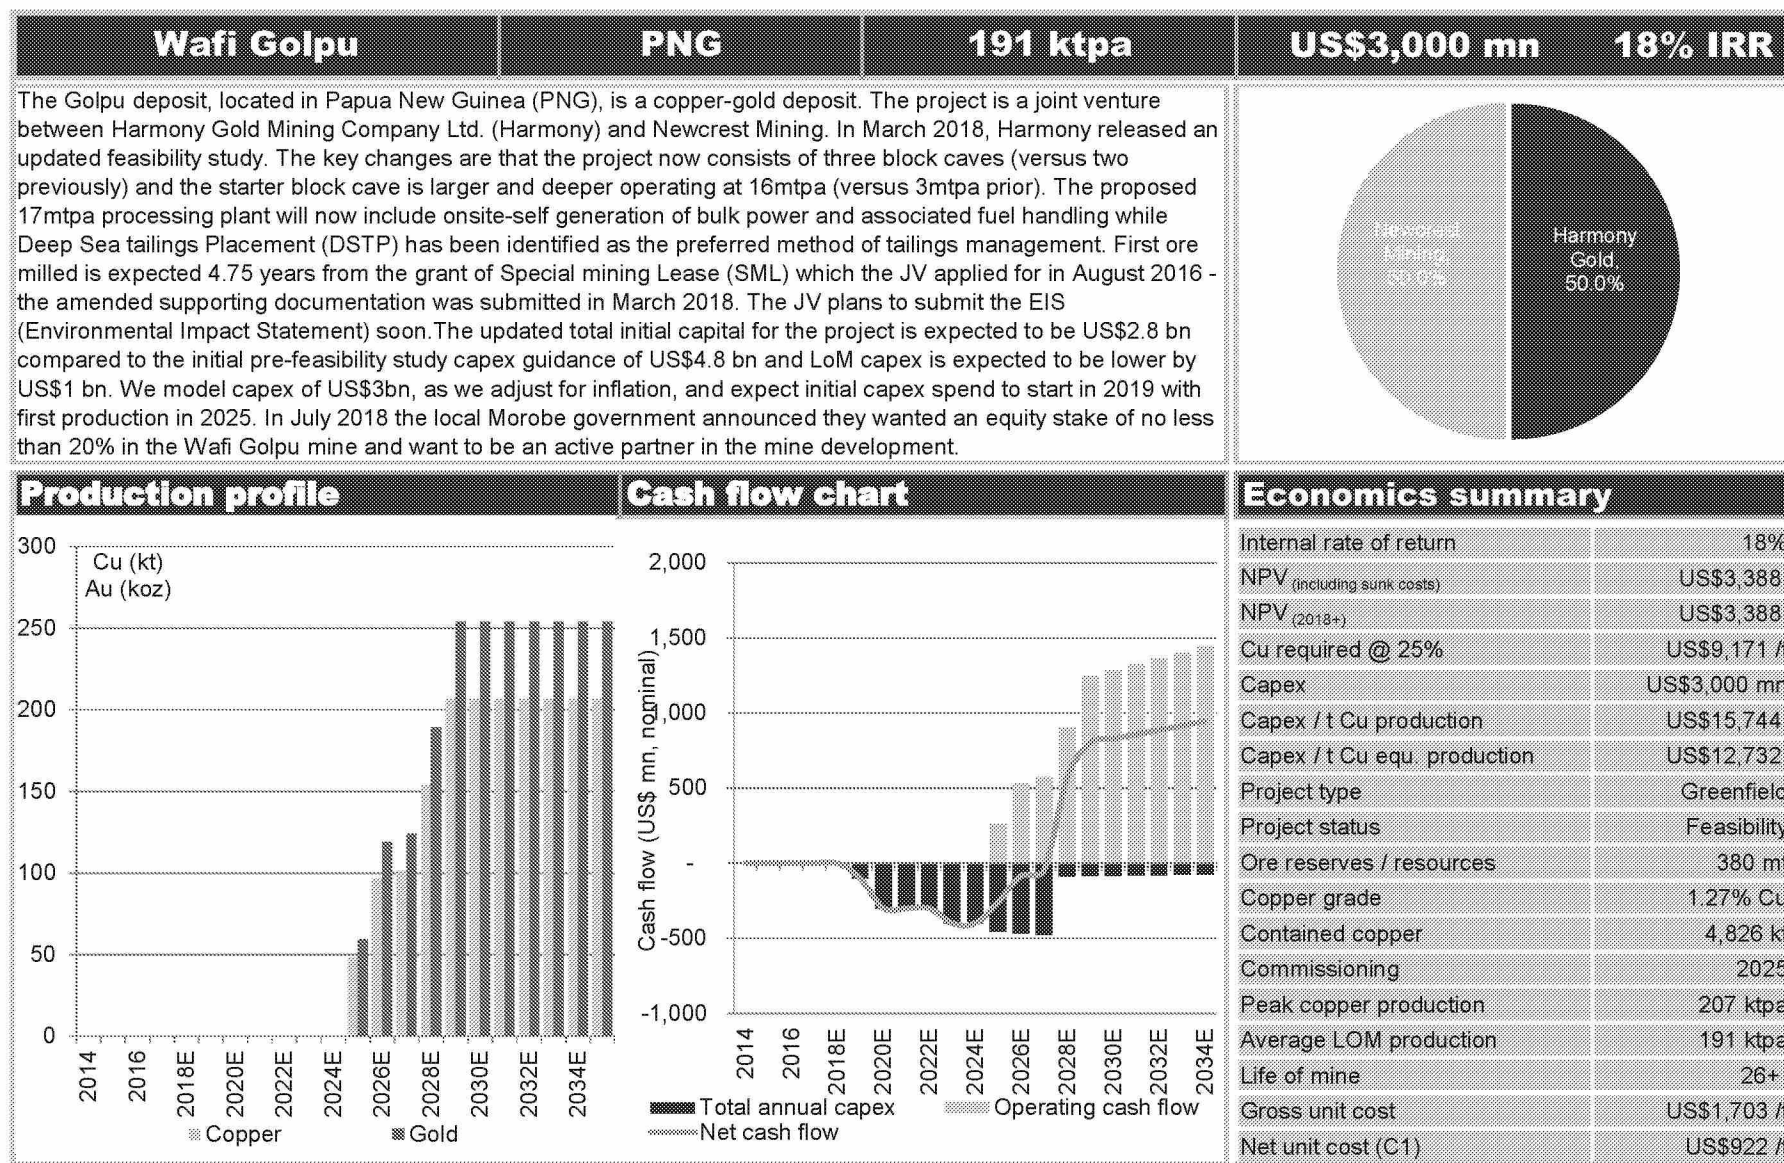 Wafi Golpu PNG 191 ktpa US$3,000 mn 18% IRR
The Golpu deposit, located in Papua New Guinea (PNG), is a copper-gold deposit. The project is a joint venture
between Harmony Gold Mining Company Ltd. (Harmony) and Newcrest Mining. In March 2018, Harmony released an
updated feasibility study. The key changes are that the project now consists of three block caves (versus two
previously) and the starter block cave is larger and deeper operating at 16mtpa (versus 3mtpa prior). The proposed
17mtpa processing plant will now include onsite-self generation of bulk power and associated fuel handling while
Deep Sea tailings Placement (DSTP) has been identified as the preferred method of tailings management. First ore
milled is expected 4.75 years from the grant of Special mining Lease (SML) which the JV applied for in August 2016 -
the amended supporting documentation was submitted in March 2018. The JV plans to submit the EIS
(Environmental Impact Statement) soon.The updated total initial capital for the project is expected to be US$2.8 bn
compared to the initial pre-feasibility study capex guidance of US$4.8 bn and LoM capex is expected to be lower by
US$1 bn. We model capex of US$3bn, as we adjust for inflation, and expect initial capex spend to start in 2019 with
first production in 2025. In July 2018 the local Morobe government announced they wanted an equity stake of no less
than 20% in the Wafi Golpu mine and want to be an active partner in the mine development.
Newcrest
Mining,
50.0%
Harmony
Gold,
50.0%
Production profile
300
250
200
150
100
50
0
Cu (kt)
Au (koz)
2014
2016
2018E
2020E
2022E
2024E
2026E
2028E
2030E
2032E
2034E
Copper
Gold
Cash flow chart
Cash flow (US$ mn, nominal)
2,000
1,500
1,000
500
-
-500
-1,000
2014
2016
2018E
2020E
2022E
2024E
2026E
2028E
2030E
2032E
2034E
Total annual capex
Operating cash flow
Net cash flow
Economics summary
Internal rate of return 18%
NPV (including sunk costs) US$3,388
NPV (2018+) US$3,388
Cu required @ 25% US$9,171 /t
Capex US$3,000 mn
Capex / t Cu production US$15,744
Capex / t Cu equ. production US$12,732
Project type Greenfield
Project status Feasibility
Ore reserves / resources 380 mt
Copper grade 1.27% Cu
Contained copper 4,826 kt
Commissioning 2025
Peak copper production 207 ktpa
Average LOM production 191 ktpa
Life of mine 26+
Gross unit cost US$1,703 /t
Net unit cost (C1) US$922 /t